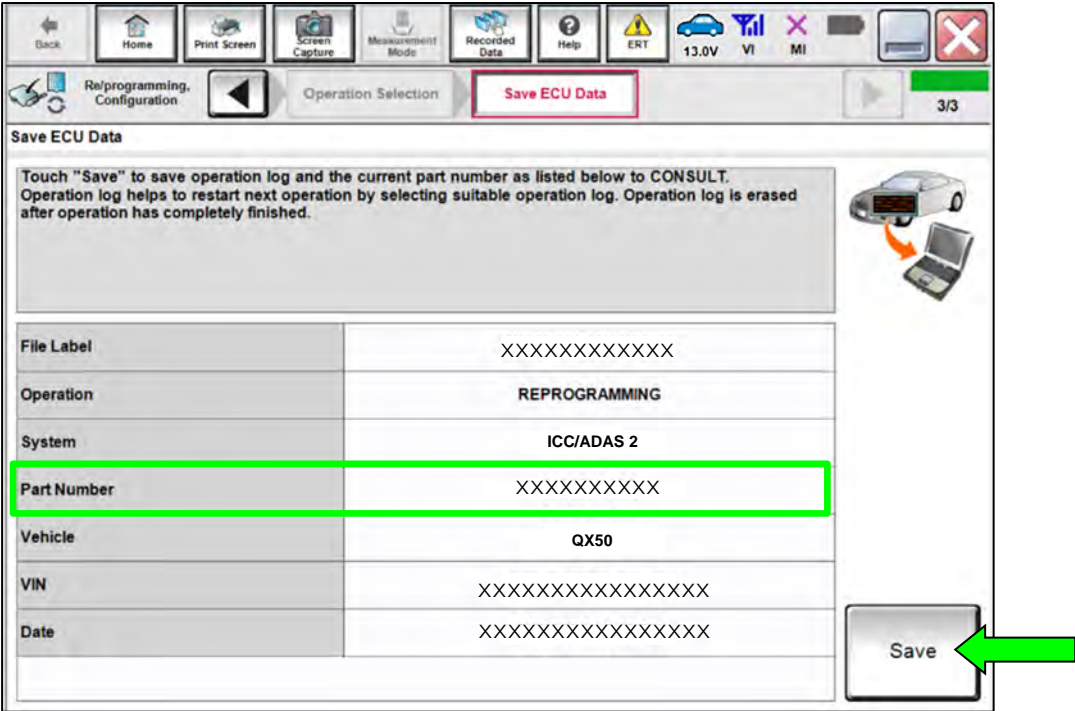 Back
Home
Print Screen
Screen
Capture
Measurement
Mode
Recorded
Data
Help
ERT
13.0V
VI
MI
Re/programming,
Configuration
Operation Selection
Save ECU Data
3/3
Save ECU Data
Touch "Save" to save operation log and the current part number as listed below to CONSULT.
Operation log helps to restart next operation by selecting suitable operation log. Operation log is erased
after operation has completely finished.
File Label XXXXXXXXXXXX
Operation REPROGRAMMING
System ICC/ADAS 2
Part Number XXXXXXXXXX
Vehicle QX50
VIN XXXXXXXXXXXXXXXX
Date XXXXXXXXXXXXXXXX
Save